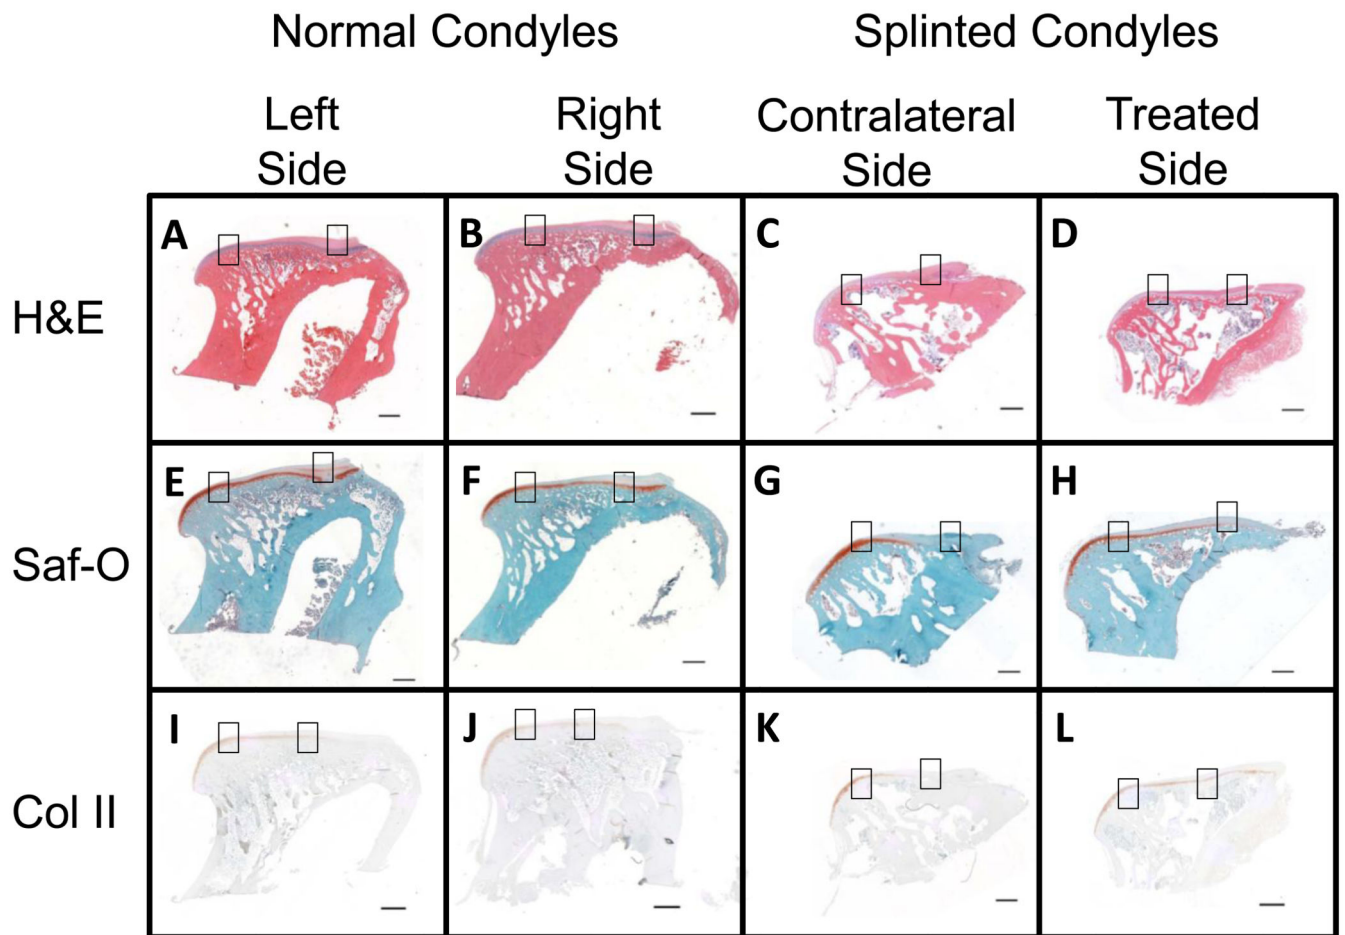 Normal Condyles Splinted Condyles
Left Right Contralateral Treated
Side Side Side Side
H&E
A B C D
Saf-O
E F G H
Col II
I J K L